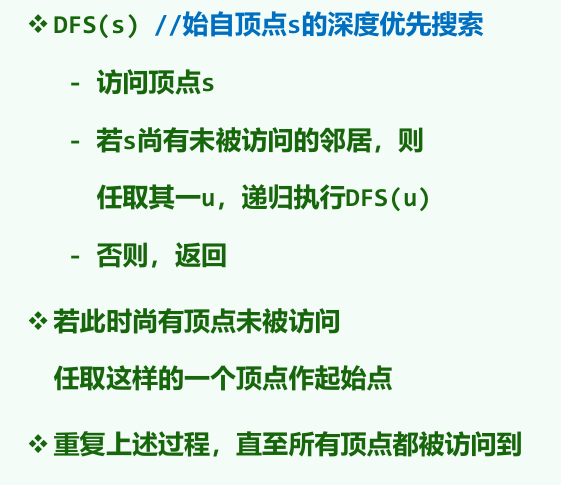 ❖DFS(s) //始自顶点s的深度优先搜索
- 访问顶点s
- 若s尚有未被访问的邻居，则
任取其一u，递归执行DFS(u)
- 否则，返回
❖若此时尚有顶点未被访问
任取这样的一个顶点作起始点
❖重复上述过程，直至所有顶点都被访问到